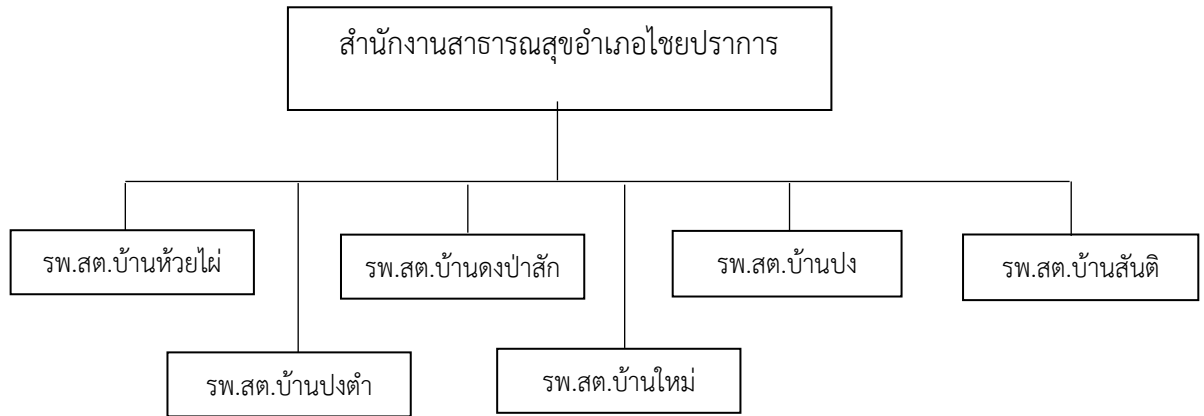 สำนักงานสาธารณสุขอำเภอไชยปราการ
รพ.สต.บ้านห้วยไผ่
รพ.สต.บ้านดงป่าสัก
รพ.สต.บ้านปง
รพ.สต.บ้านสันติ
รพ.สต.บ้านปงตำ
รพ.สต.บ้านใหม่